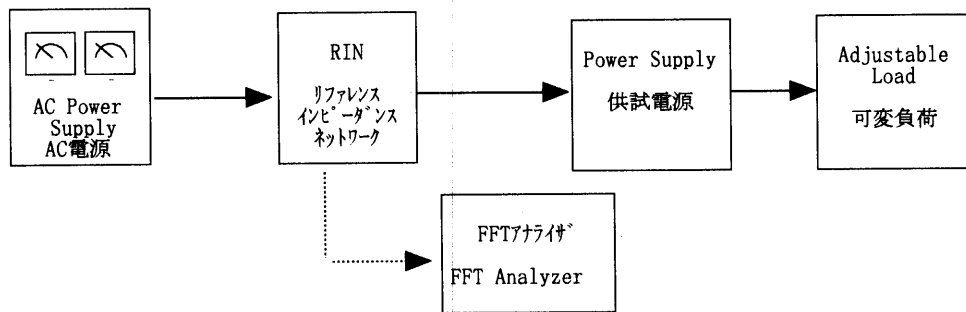 AC Power
Supply
AC電源
RIN
リファレンス
インピーダンス
ネットワーク
Power Supply
供試電源
Adjustable
Load
可変負荷
FFTアナライザ
FFT Analyzer